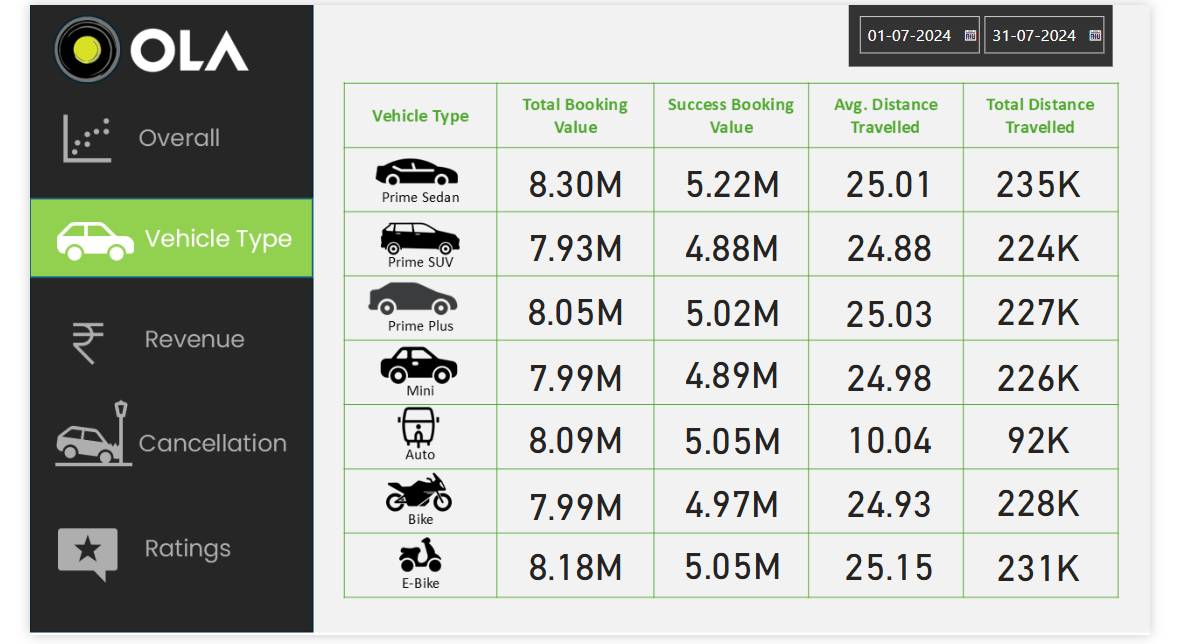 OLA
01-07-2024 31-07-2024
Overall
Vehicle Type
Revenue
Cancellation
Ratings
Vehicle Type Total Booking Value Success Booking Value Avg. Distance Travelled Total Distance Travelled
Prime Sedan 8.30M 5.22M 25.01 235K
Prime SUV 7.93M 4.88M 24.88 224K
Prime Plus 8.05M 5.02M 25.03 227K
Mini 7.99M 4.89M 24.98 226K
Auto 8.09M 5.05M 10.04 92K
Bike 7.99M 4.97M 24.93 228K
E-Bike 8.18M 5.05M 25.15 231K